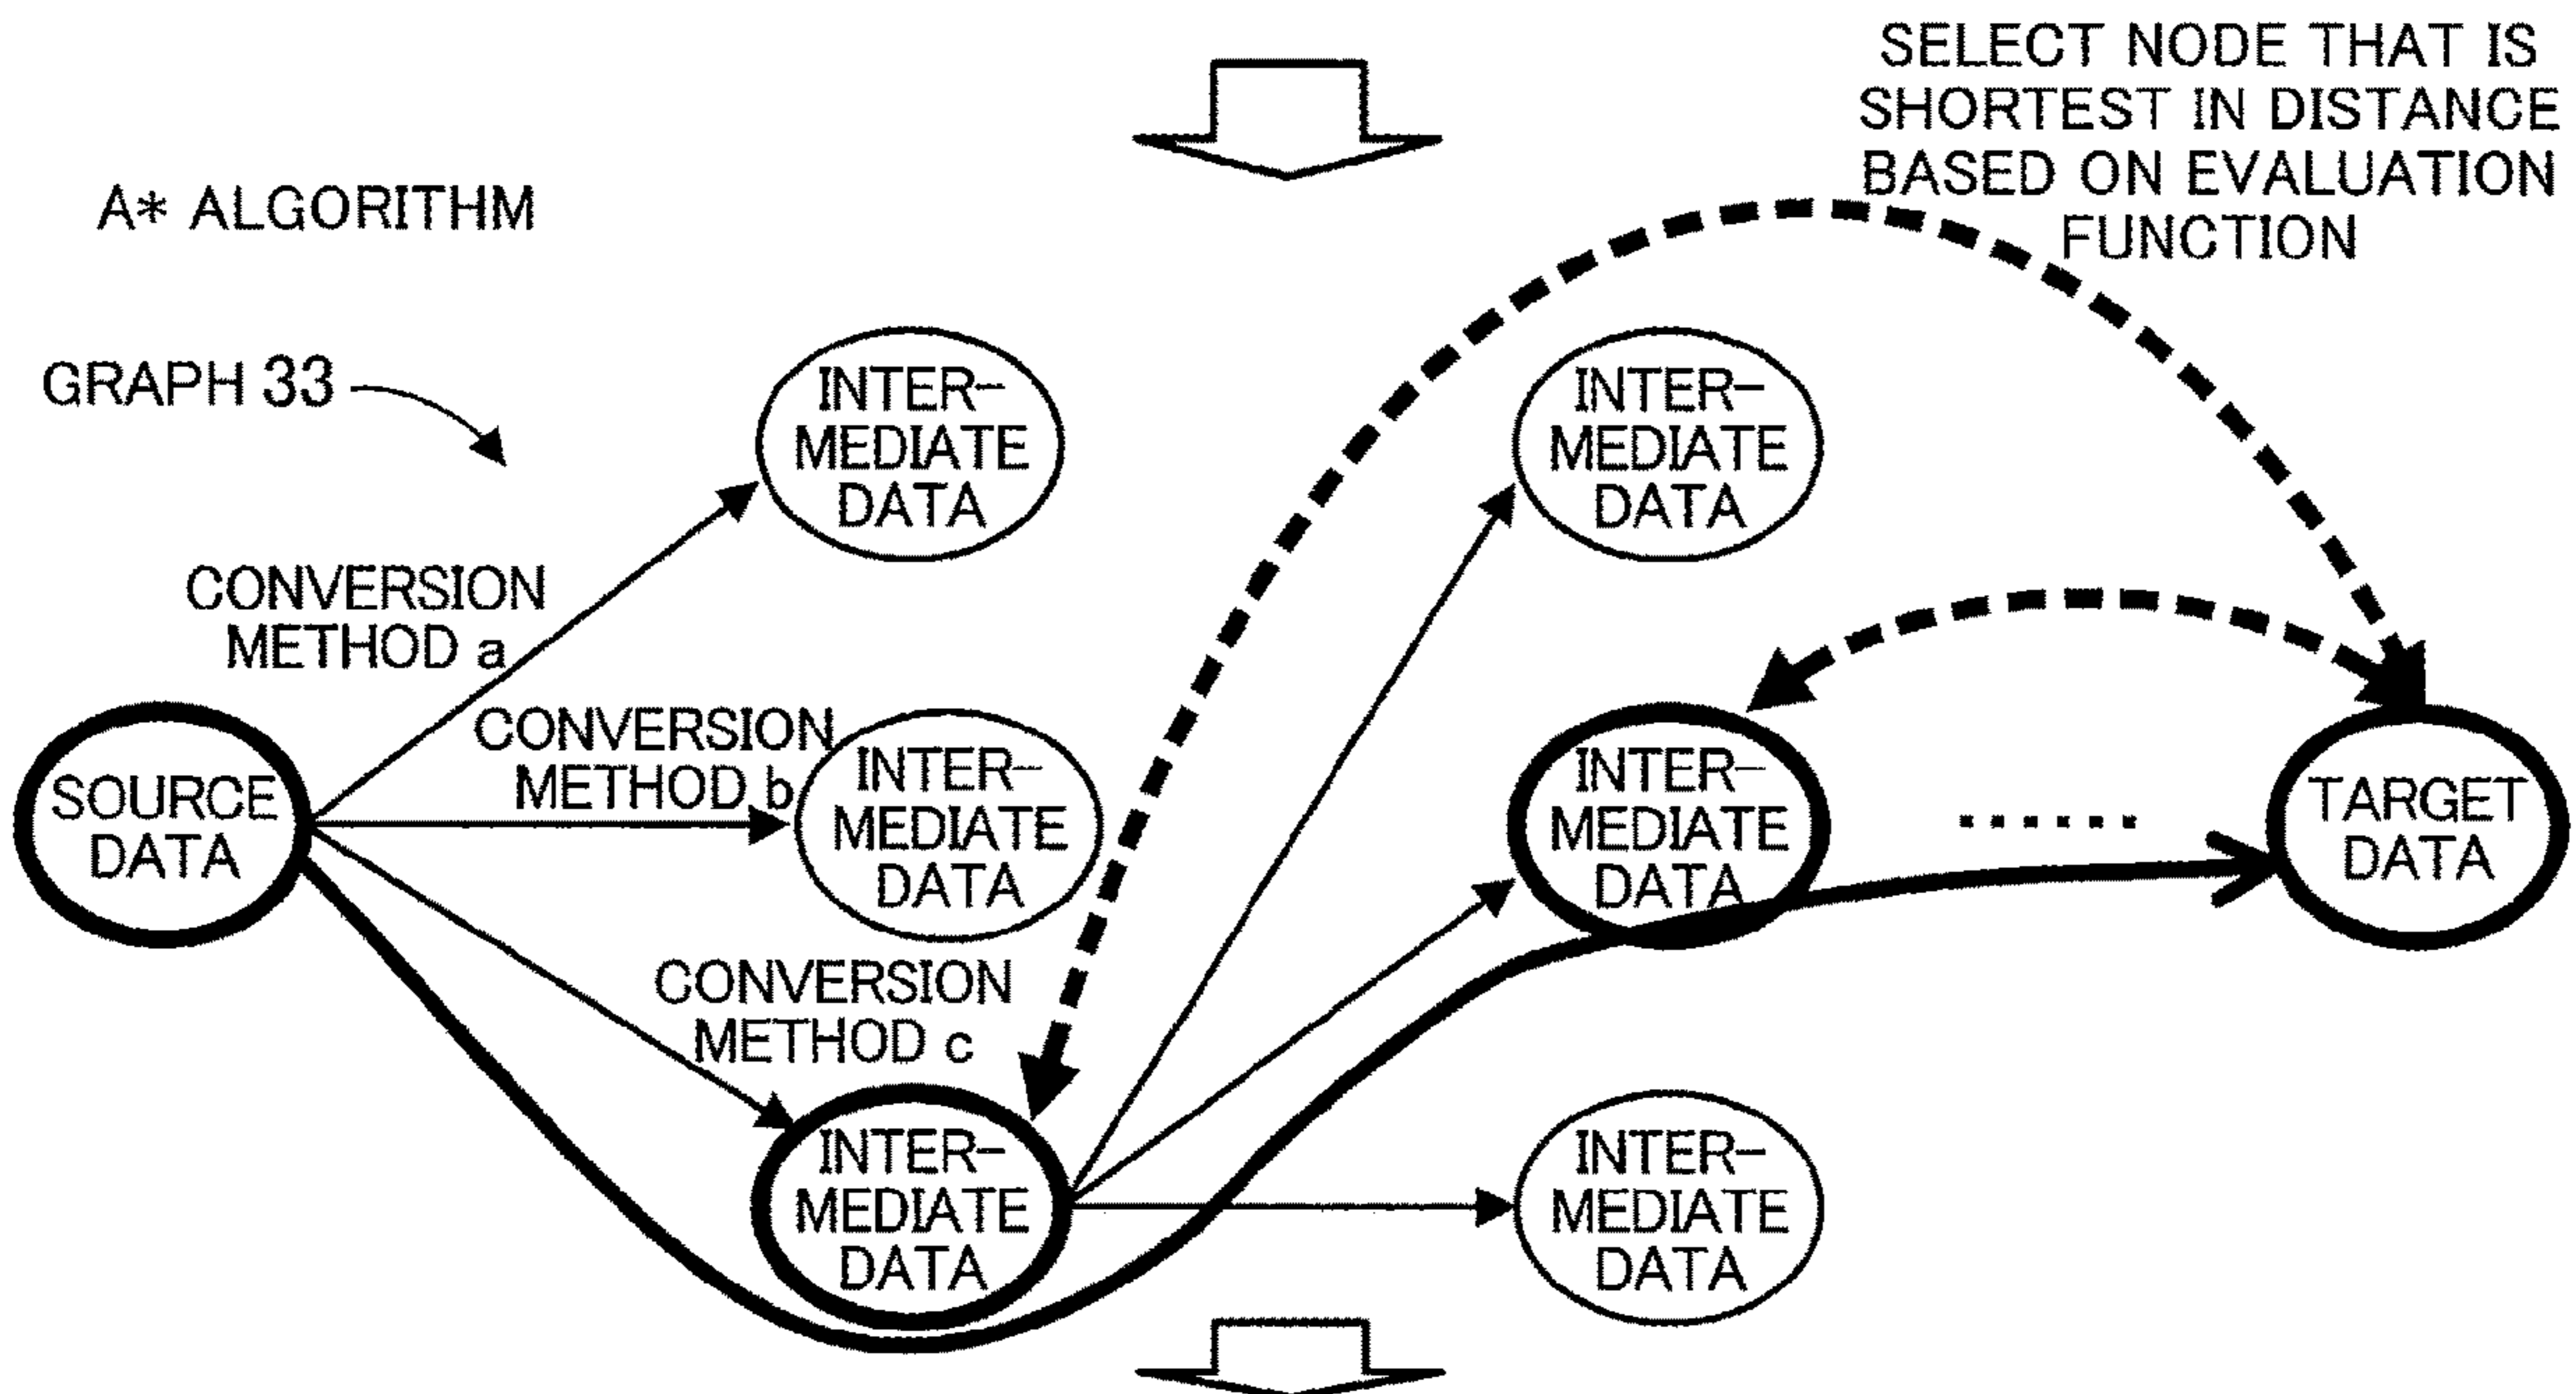 SELECT NODE THAT IS
SHORTEST IN DISTANCE
BASED ON EVALUATION
FUNCTION
A* ALGORITHM
GRAPH 33
INTER-
MEDIATE
DATA
INTER-
MEDIATE
DATA
CONVERSION
METHOD a
CONVERSION
METHOD b
SOURCE
DATA
INTER-
MEDIATE
DATA
INTER-
MEDIATE
DATA
......
TARGET
DATA
CONVERSION
METHOD c
INTER-
MEDIATE
DATA
INTER-
MEDIATE
DATA